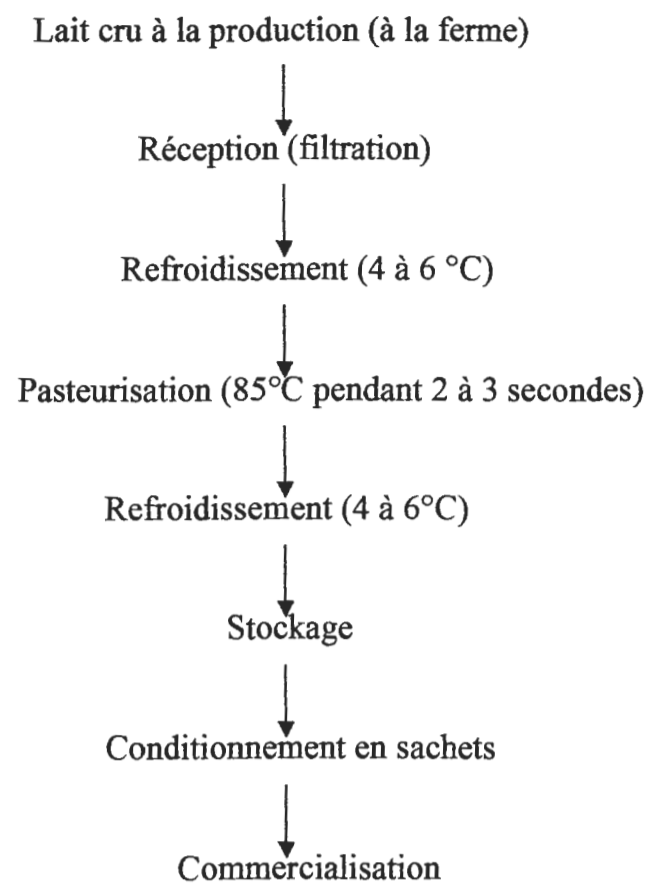 Lait cru à la production (à la ferme)
Réception (filtration)
Refroidissement (4 à 6 °C)
Pasteurisation (85°C pendant 2 à 3 secondes)
Refroidissement (4 à 6°C)
Stockage
Conditionnement en sachets
Commercialisation